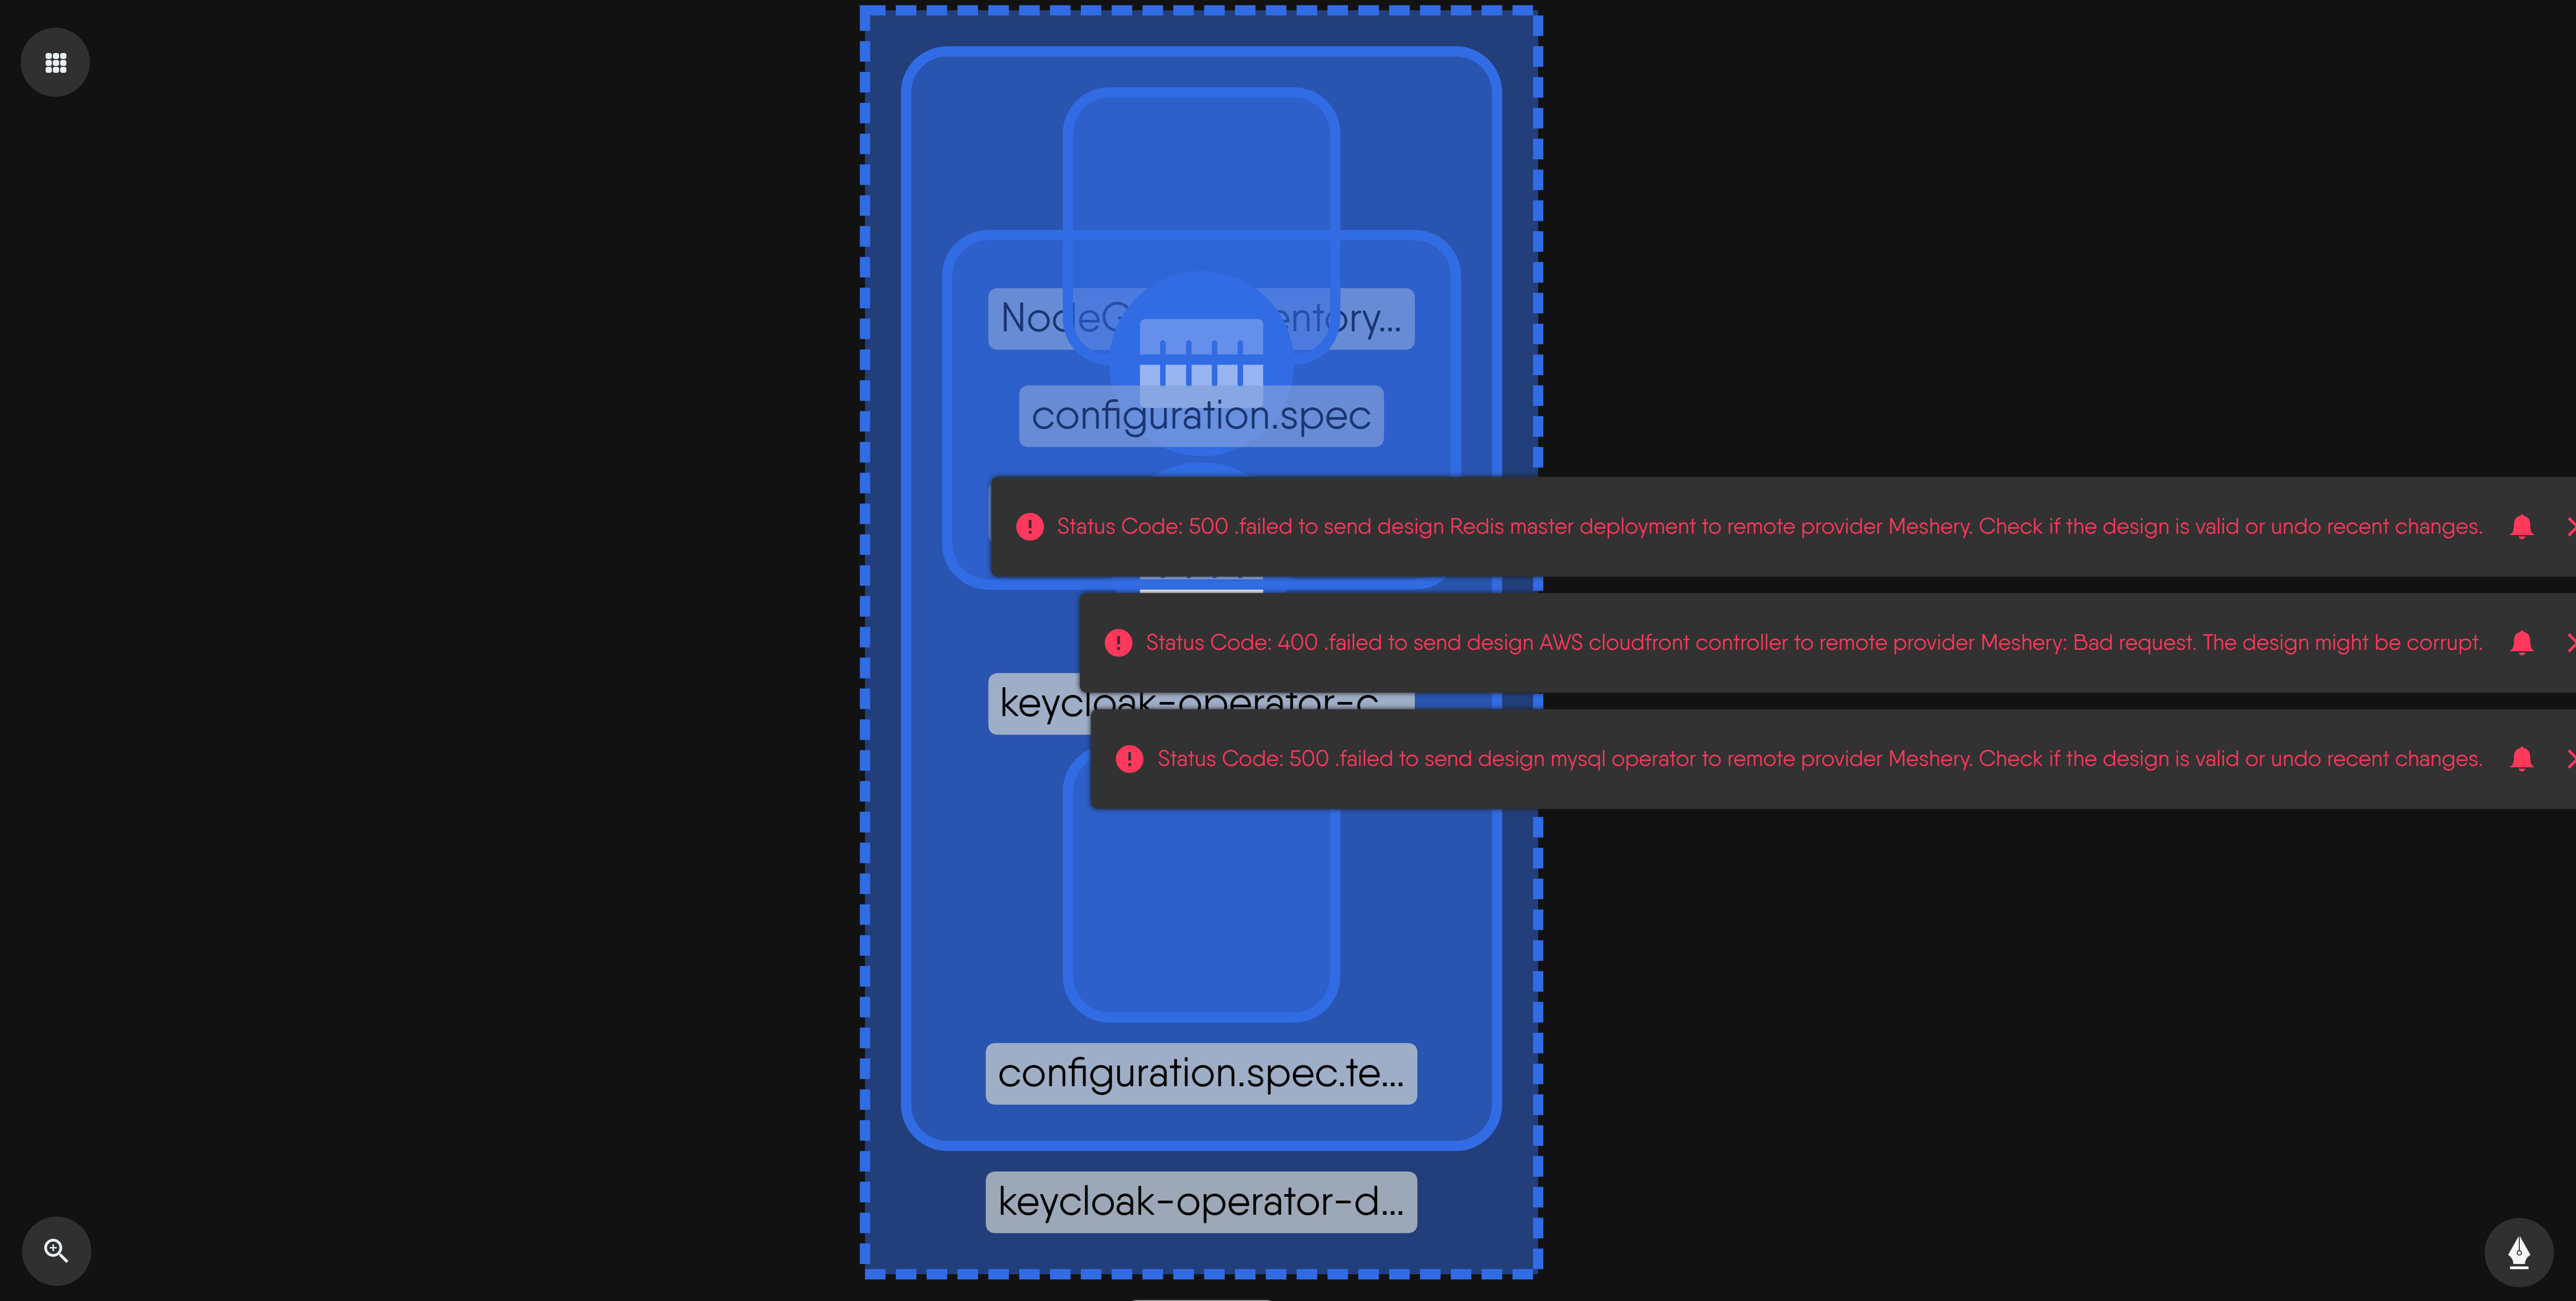 NodeG entory...
configuration.spec
Status Code: 500 .failed to send design Redis master deployment to remote provider Meshery. Check if the design is valid or undo recent changes.
Status Code: 400 .failed to send design AWS cloudfront controller to remote provider Meshery: Bad request. The design might be corrupt.
keycloak-operator-c...
Status Code: 500 .failed to send design mysql operator to remote provider Meshery. Check if the design is valid or undo recent changes.
configuration.spec.te...
keycloak-operator-d...